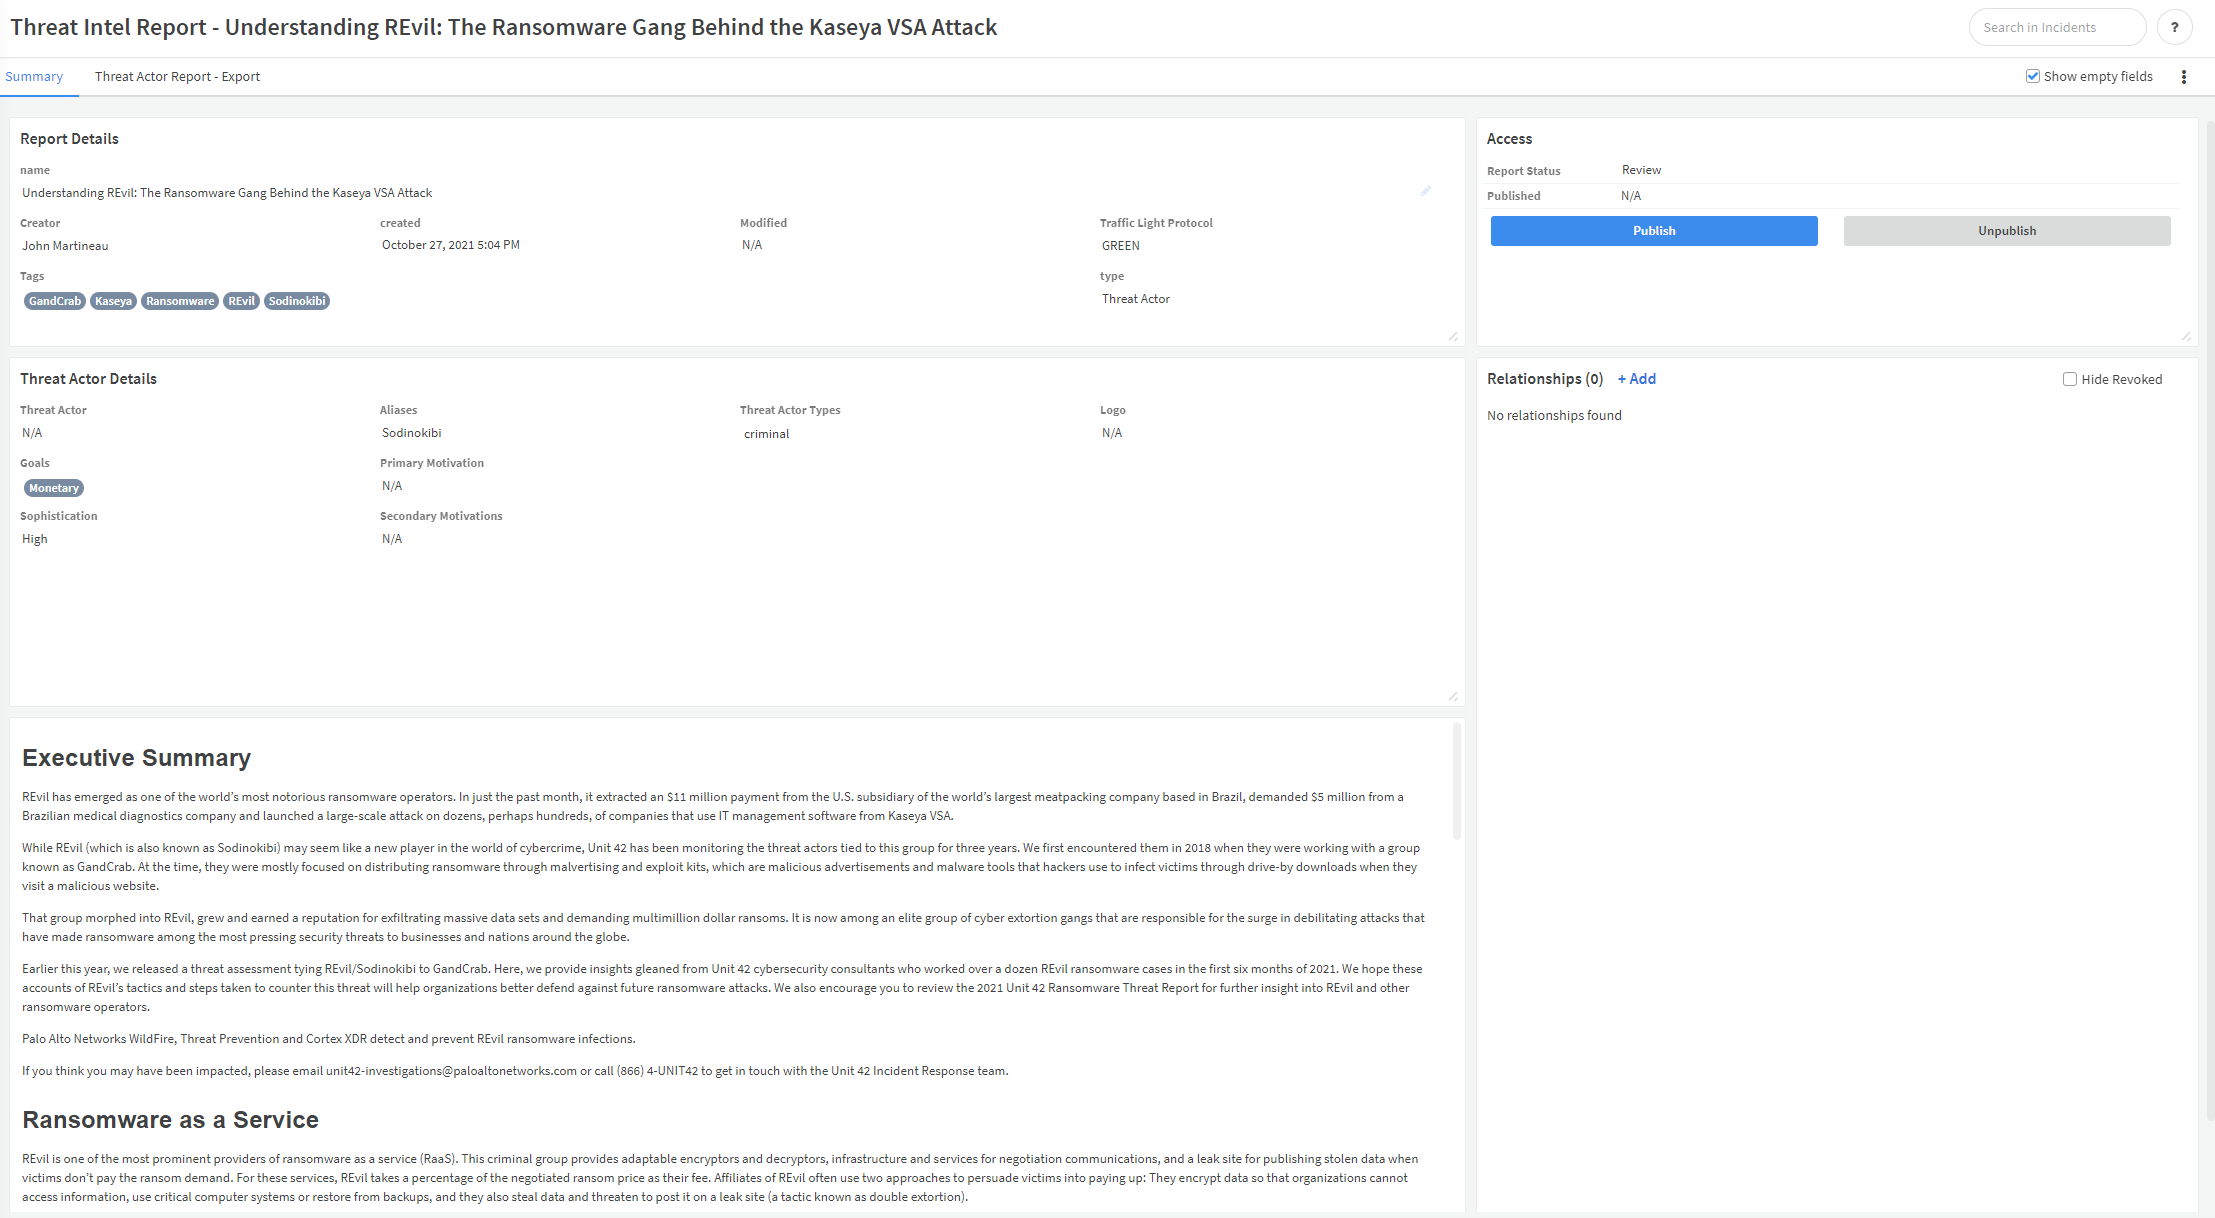 Threat Intel Report - Understanding REvil: The Ransomware Gang Behind the Kaseya VSA Attack
Search in Incidents
?
Summary
Threat Actor Report - Export
Show empty fields
Report Details
name
Understanding REvil: The Ransomware Gang Behind the Kaseya VSA Attack
Creator
created
Modified
Traffic Light Protocol
John Martineau
October 27, 2021 5:04 PM
N/A
GREEN
Tags
type
GandCrab Kaseya Ransomware REvil Sodinokibi
Threat Actor
Access
Report Status
Review
Published
N/A
Publish
Unpublish
Threat Actor Details
Threat Actor
Aliases
Threat Actor Types
Logo
N/A
Sodinokibi
criminal
N/A
Goals
Primary Motivation
Monetary
N/A
Sophistication
Secondary Motivations
High
N/A
Relationships (0)
+ Add
Hide Revoked
No relationships found
Executive Summary
REvil has emerged as one of the world's most notorious ransomware operators. In just the past month, it extracted an $11 million payment from the U.S. subsidiary of the world's largest meatpacking company based in Brazil, demanded $5 million from a
Brazilian medical diagnostics company and launched a large-scale attack on dozens, perhaps hundreds, of companies that use IT management software from Kaseya VSA.
While REvil (which is also known as Sodinokibi) may seem like a new player in the world of cybercrime, Unit 42 has been monitoring the threat actors tied to this group for three years. We first encountered them in 2018 when they were working with a group
known as GandCrab. At the time, they were mostly focused on distributing ransomware through malvertising and exploit kits, which are malicious advertisements and malware tools that hackers use to infect victims through drive-by downloads when they
visit a malicious website.
That group morphed into REvil, grew and earned a reputation for exfiltrating massive data sets and demanding multimillion dollar ransoms. It is now among an elite group of cyber extortion gangs that are responsible for the surge in debilitating attacks that
have made ransomware among the most pressing security threats to businesses and nations around the globe.
Earlier this year, we released a threat assessment tying REvil/Sodinokibi to GandCrab. Here, we provide insights gleaned from Unit 42 cybersecurity consultants who worked over a dozen REvil ransomware cases in the first six months of 2021. We hope these
accounts of REvil's tactics and steps taken to counter this threat will help organizations better defend against future ransomware attacks. We also encourage you to review the 2021 Unit 42 Ransomware Threat Report for further insight into REvil and other
ransomware operators.
Palo Alto Networks WildFire, Threat Prevention and Cortex XDR detect and prevent REvil ransomware infections.
If you think you may have been impacted, please email unit42-investigations@paloaltonetworks.com or call (866) 4-UNIT42 to get in touch with the Unit 42 Incident Response team.
Ransomware as a Service
REvil is one of the most prominent providers of ransomware as a service (RaaS). This criminal group provides adaptable encryptors and decryptors, infrastructure and services for negotiation communications, and a leak site for publishing stolen data when
victims don't pay the ransom demand. For these services, REvil takes a percentage of the negotiated ransom price as their fee. Affiliates of REvil often use two approaches to persuade victims into paying up: They encrypt data so that organizations cannot
access information, use critical computer systems or restore from backups, and they also steal data and threaten to post it on a leak site (a tactic known as double extortion).